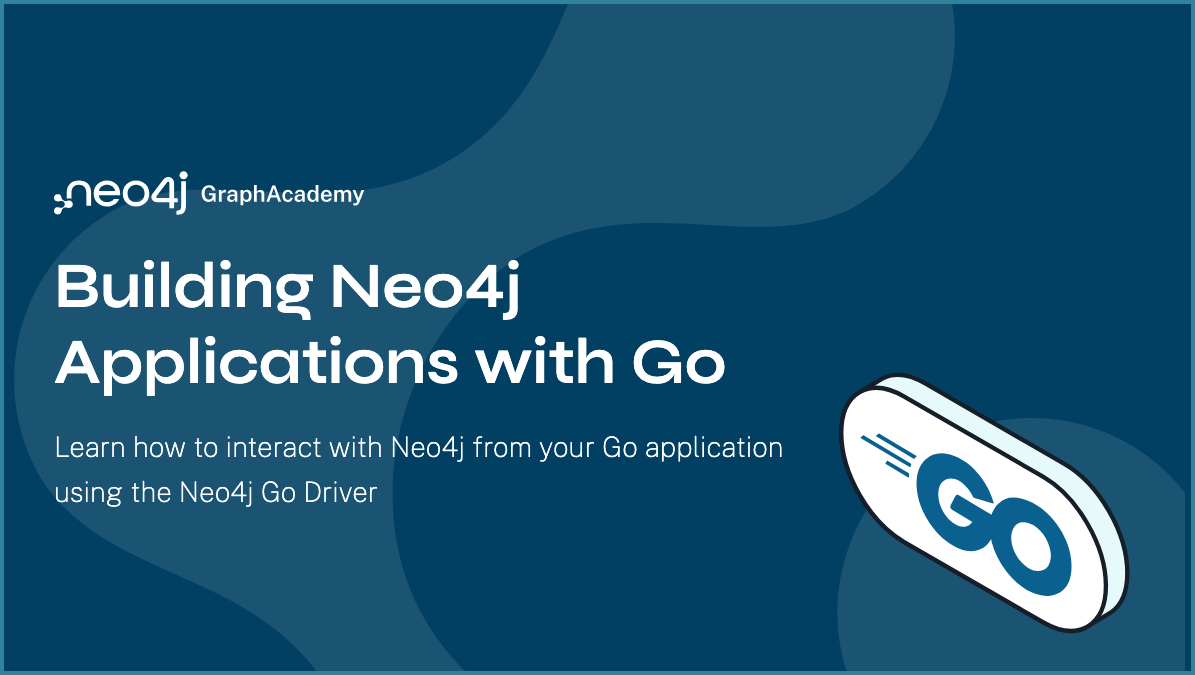 neo4j GraphAcademy
Building Neo4j
Applications with Go
Learn how to interact with Neo4j from your Go application
using the Neo4j Go Driver
GO